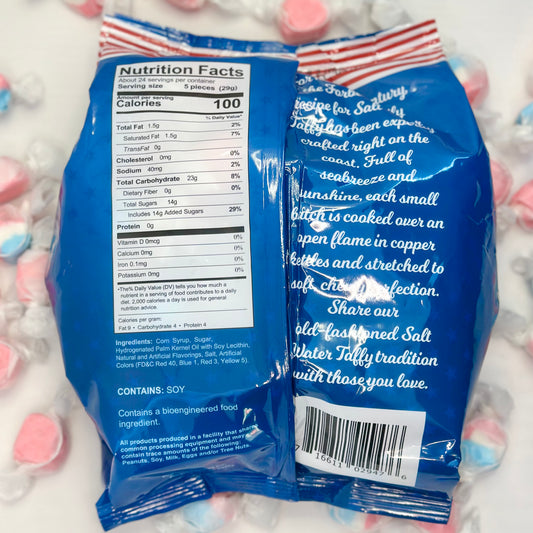 Nutrition Facts
About 24 servings per container
Serving size 5 pieces (29g)
Amount per serving
Calories 100
% Daily Value*
Total Fat 1.5g 2%
Saturated Fat 1.5g 7%
TransFat 0g
Cholesterol 0mg 0%
Sodium 40mg 2%
Total Carbohydrate 23g 8%
Dietary Fiber 0g 0%
Total Sugars 14g
Includes 14g Added Sugars 29%
Protein 0g
Vitamin D 0mcg 0%
Calcium 0mg 0%
Iron 0.1mg 0%
Potassium 0mg 0%
*The% Daily Value (DV) tells you how much a
nutrient in a serving of food contributes to a daily
diet. 2,000 calories a day is used for general
nutrition advice.
Calories per gram:
Fat 9 • Carbohydrate 4 • Protein 4
Ingredients: Corn Syrup, Sugar,
Hydrogenated Palm Kernel Oil with Soy Lecithin,
Natural and Artificial Flavorings, Salt, Artificial
Colors (FD&C Red 40, Blue 1, Red 3, Yellow 5).
CONTAINS: SOY
Contains a bioengineered food
ingredient.
All products produced in a facility that
common processing equipment and may
contain trace amounts of the following:
Peanuts, Soy, Milk, Eggs and/or Tree Nuts
the
for Salt
Taffy has been
crafted right on the
coast. Full of
seabreeze and
sunshine, each small
batch is cooked over an
open flame in copper
kettles and stretched to
soft,
Share our
old-fashioned Salt
Water Taffy tradition
with those you love.
7 16611 02947 6